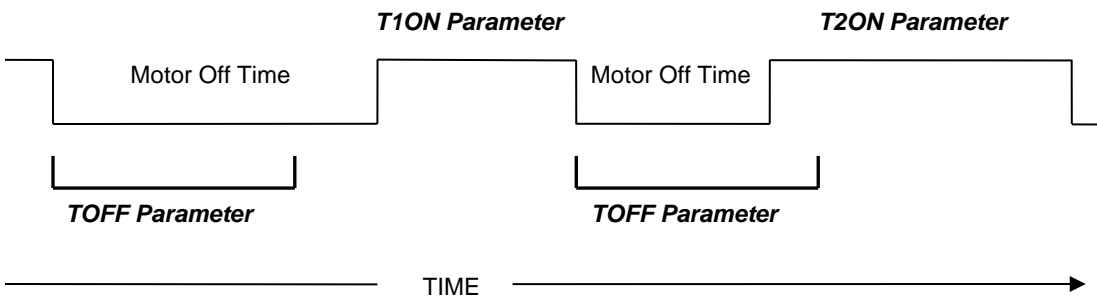 T1ON Parameter
T2ON Parameter
Motor Off Time
Motor Off Time
TOFF Parameter
TOFF Parameter
TIME